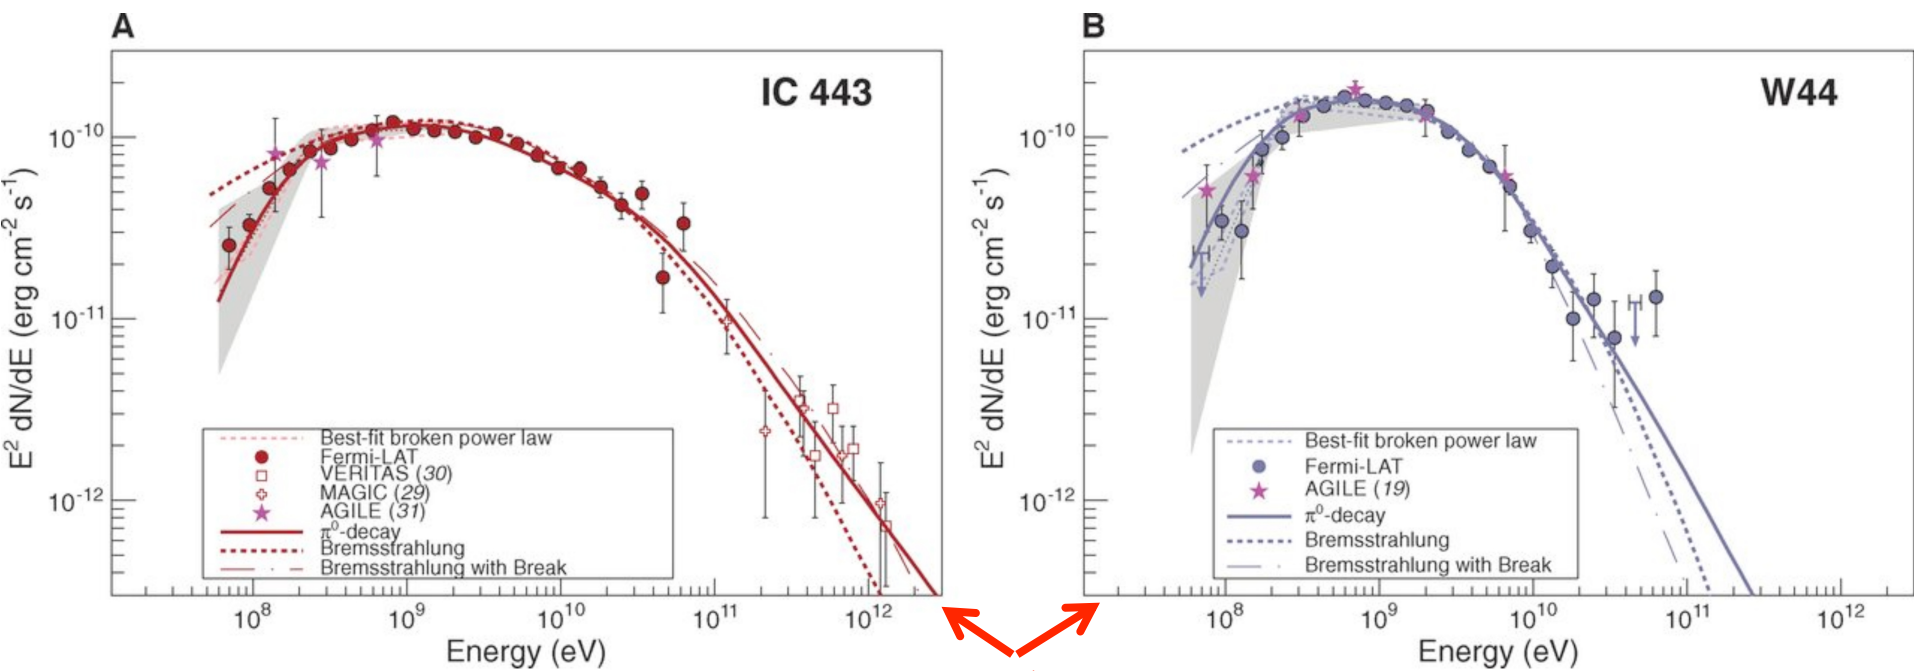 A
IC 443
E² dN/dE (erg cm⁻² s⁻¹)
10⁻¹⁰
10⁻¹¹
10⁻¹²
Best-fit broken power law
Fermi-LAT
VERITAS (30)
MAGIC (29)
AGILE (31)
π⁰-decay
Bremsstrahlung
Bremsstrahlung with Break
10⁸ 10⁹ 10¹⁰ 10¹¹ 10¹²
Energy (eV)
B
W44
E² dN/dE (erg cm⁻² s⁻¹)
10⁻¹⁰
10⁻¹¹
10⁻¹²
Best-fit broken power law
Fermi-LAT
AGILE (19)
π⁰-decay
Bremsstrahlung
Bremsstrahlung with Break
10⁸ 10⁹ 10¹⁰ 10¹¹ 10¹²
Energy (eV)